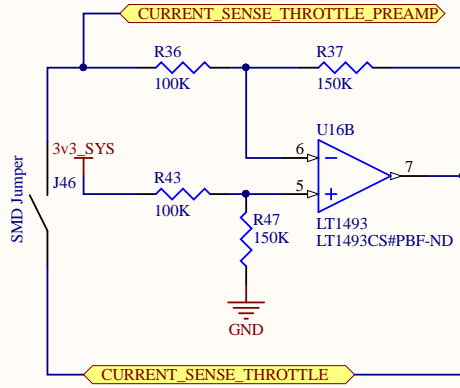 CURRENT_SENSE_THROTTLE_PREAMP
R36
100K
R37
150K
U16B
6
7
5
3v3_SYS
J46
SMD Jumper
R43
100K
R47
150K
LT1493
LT1493CS#PBF-ND
GND
CURRENT_SENSE_THROTTLE